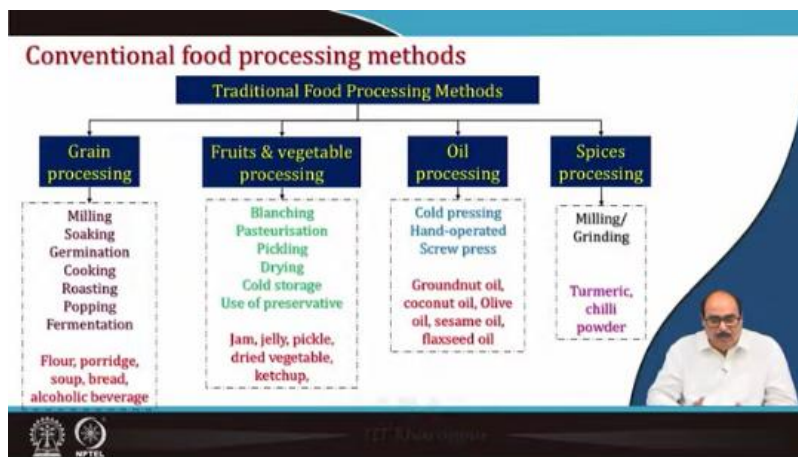 Conventional food processing methods
Traditional Food Processing Methods
Grain
processing
Milling
Soaking
Germination
Cooking
Roasting
Popping
Fermentation
Flour, porridge,
soup, bread,
alcoholic beverage
Fruits & vegetable
processing
Blanching
Pasteurisation
Pickling
Drying
Cold storage
Use of preservative
Jam, jelly, pickle,
dried vegetable,
ketchup,
Oil
processing
Cold pressing
Hand-operated
Screw press
Groundnut oil,
coconut oil, Olive
oil, sesame oil,
flaxseed oil
Spices
processing
Milling/
Grinding
Turmeric,
chilli
powder
NPTEL
IIT Kharagpur